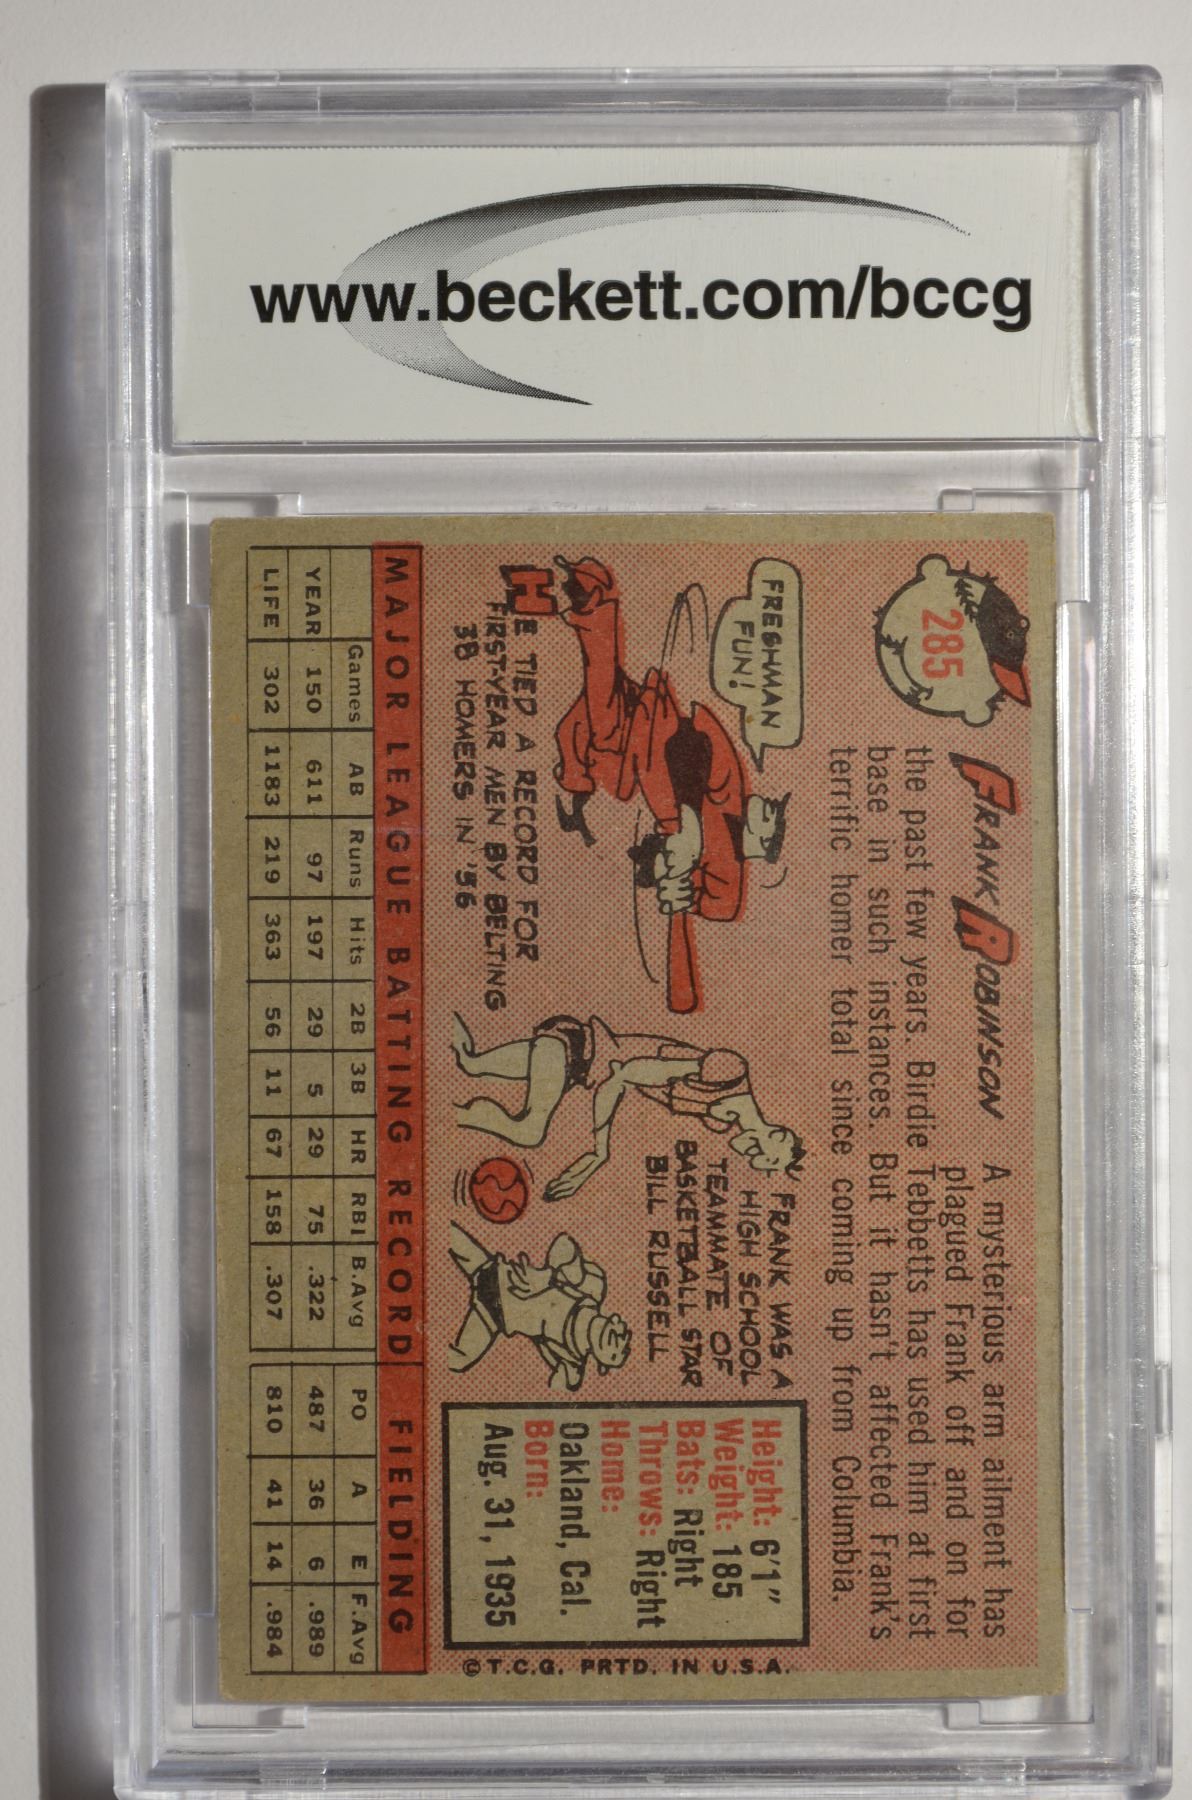 www.beckett.com/bccg
285
FRANK ROBINSON
A mysterious arm ailment has
plagued Frank off and on for
the past few years. Birdie Tebbetts has used him at first
base in such instances. But it hasn't affected Frank's
terrific homer total since coming up from Columbia.
FRESHMAN
FUN!
HE TIED A RECORD FOR
FIRST-YEAR MEN BY BELTING
38 HOMERS IN '56
FRANK WAS A
HIGH SCHOOL
TEAMMATE OF
BASKETBALL STAR
BILL RUSSELL
Height: 6'1"
Weight: 185
Bats: Right
Throws: Right
Home:
Oakland, Cal.
Born:
Aug. 31, 1935
© T.C.G. PRTD. IN U.S.A.
MAJOR LEAGUE BATTING RECORD FIELDING
Games AB Runs Hits 2B 3B HR RBI B.Avg PO A E F.Avg
YEAR 150 611 97 197 29 5 29 75 .322 487 36 6 .989
LIFE 302 1183 219 363 56 11 67 158 .307 810 41 14 .984